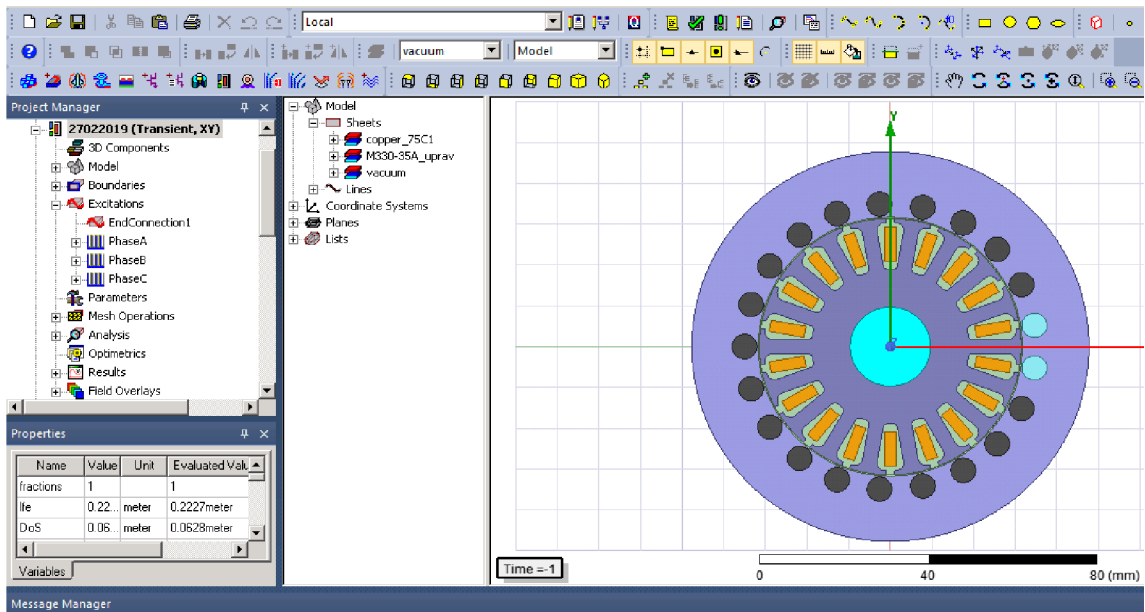 Local
vacuum
Model
Project Manager
27022019 (Transient, XY)
3D Components
Model
Boundaries
Excitations
EndConnection1
PhaseA
PhaseB
PhaseC
Parameters
Mesh Operations
Analysis
Optimetrics
Results
Field Overlays
Properties
Name Value Unit Evaluated Valu
fractions 1 1
lfe 0.22... meter 0.2227meter
DoS 0.06... meter 0.0628meter
Variables
Message Manager
Model
Sheets
copper_75C1
M330-35A_uprav
vacuum
Lines
Coordinate Systems
Planes
Lists
Y
Time =-1
0 40 80 (mm)